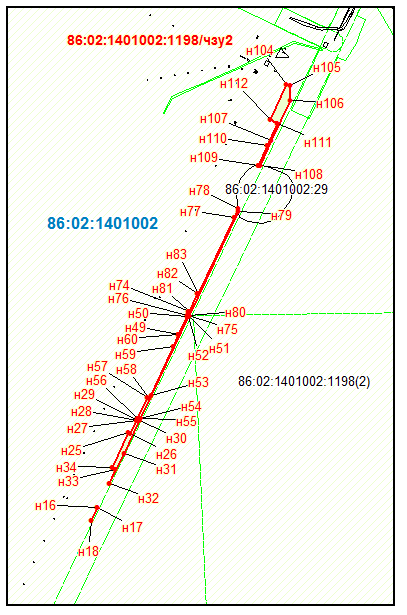 86:02:1401002:1198/чзу2
н104
н105
н112
н106
н107
н110
н111
н109
н108
н78
86:02:1401002:29
н77
н79
86:02:1401002
н83
н82
н74
н81
н76
н50
н80
н49
н75
н60
н51
н59
н52
н57
н58
86:02:1401002:1198(2)
н56
н53
н29
н28
н54
н27
н55
н30
н25
н26
н34
н31
н33
н32
н16
н17
н18